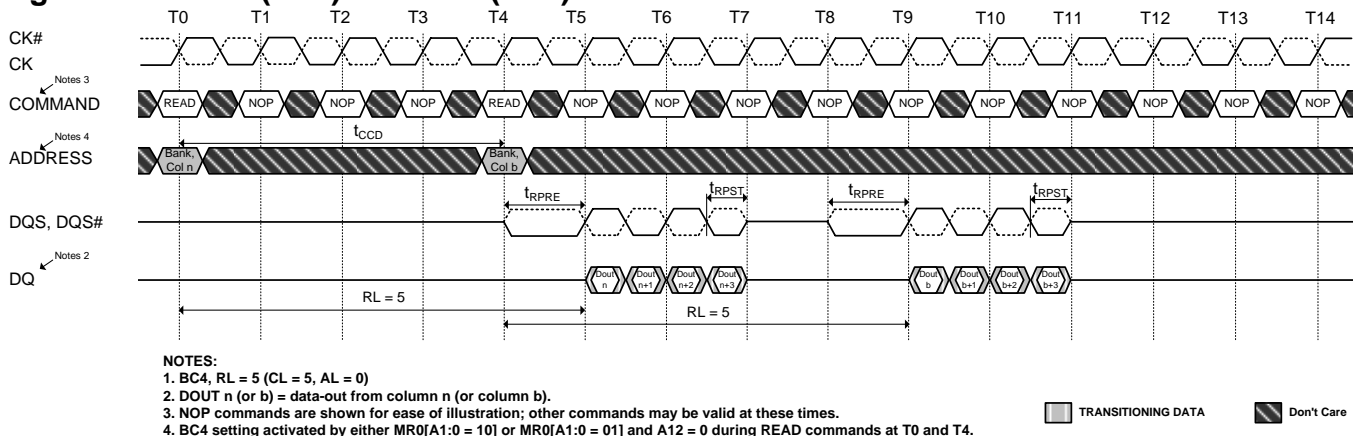 T0 T1 T2 T3 T4 T5 T6 T7 T8 T9 T10 T11 T12 T13 T14
CK#
CK
Notes 3
COMMAND
READ NOP NOP NOP READ NOP NOP NOP NOP NOP NOP NOP NOP NOP NOP
tCCD
Notes 4
ADDRESS
Bank, Col n
Bank, Col b
tRPRE tRPST tRPRE tRPST
DQS, DQS#
Notes 2
DQ
Dout n Dout n+1 Dout n+2 Dout n+3 Dout b Dout b+1 Dout b+2 Dout b+3
RL = 5
RL = 5
NOTES:
1. BC4, RL = 5 (CL = 5, AL = 0)
2. DOUT n (or b) = data-out from column n (or column b).
3. NOP commands are shown for ease of illustration; other commands may be valid at these times.
4. BC4 setting activated by either MR0[A1:0 = 10] or MR0[A1:0 = 01] and A12 = 0 during READ commands at T0 and T4.
TRANSITIONING DATA
Don't Care